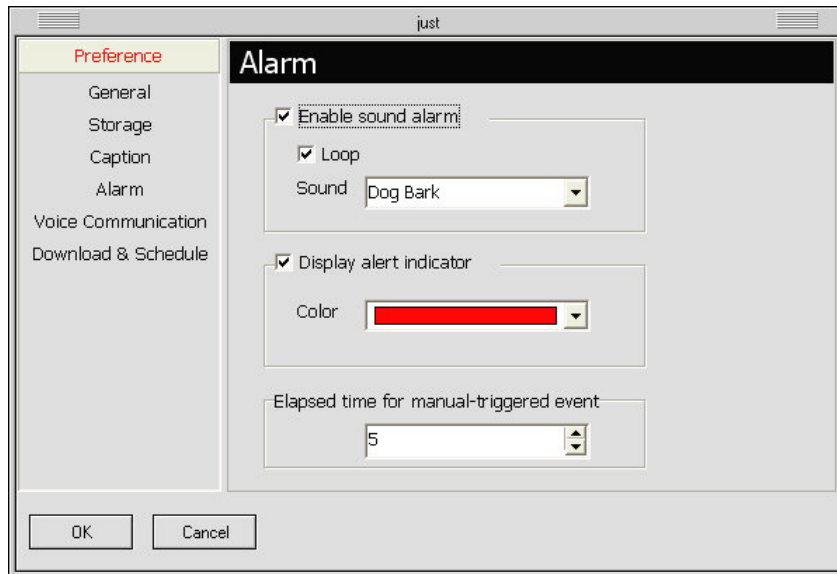 just
Preference
General
Storage
Caption
Alarm
Voice Communication
Download & Schedule
Alarm
Enable sound alarm
Loop
Sound Dog Bark
Display alert indicator
Color
Elapsed time for manual-triggered event
5
OK Cancel